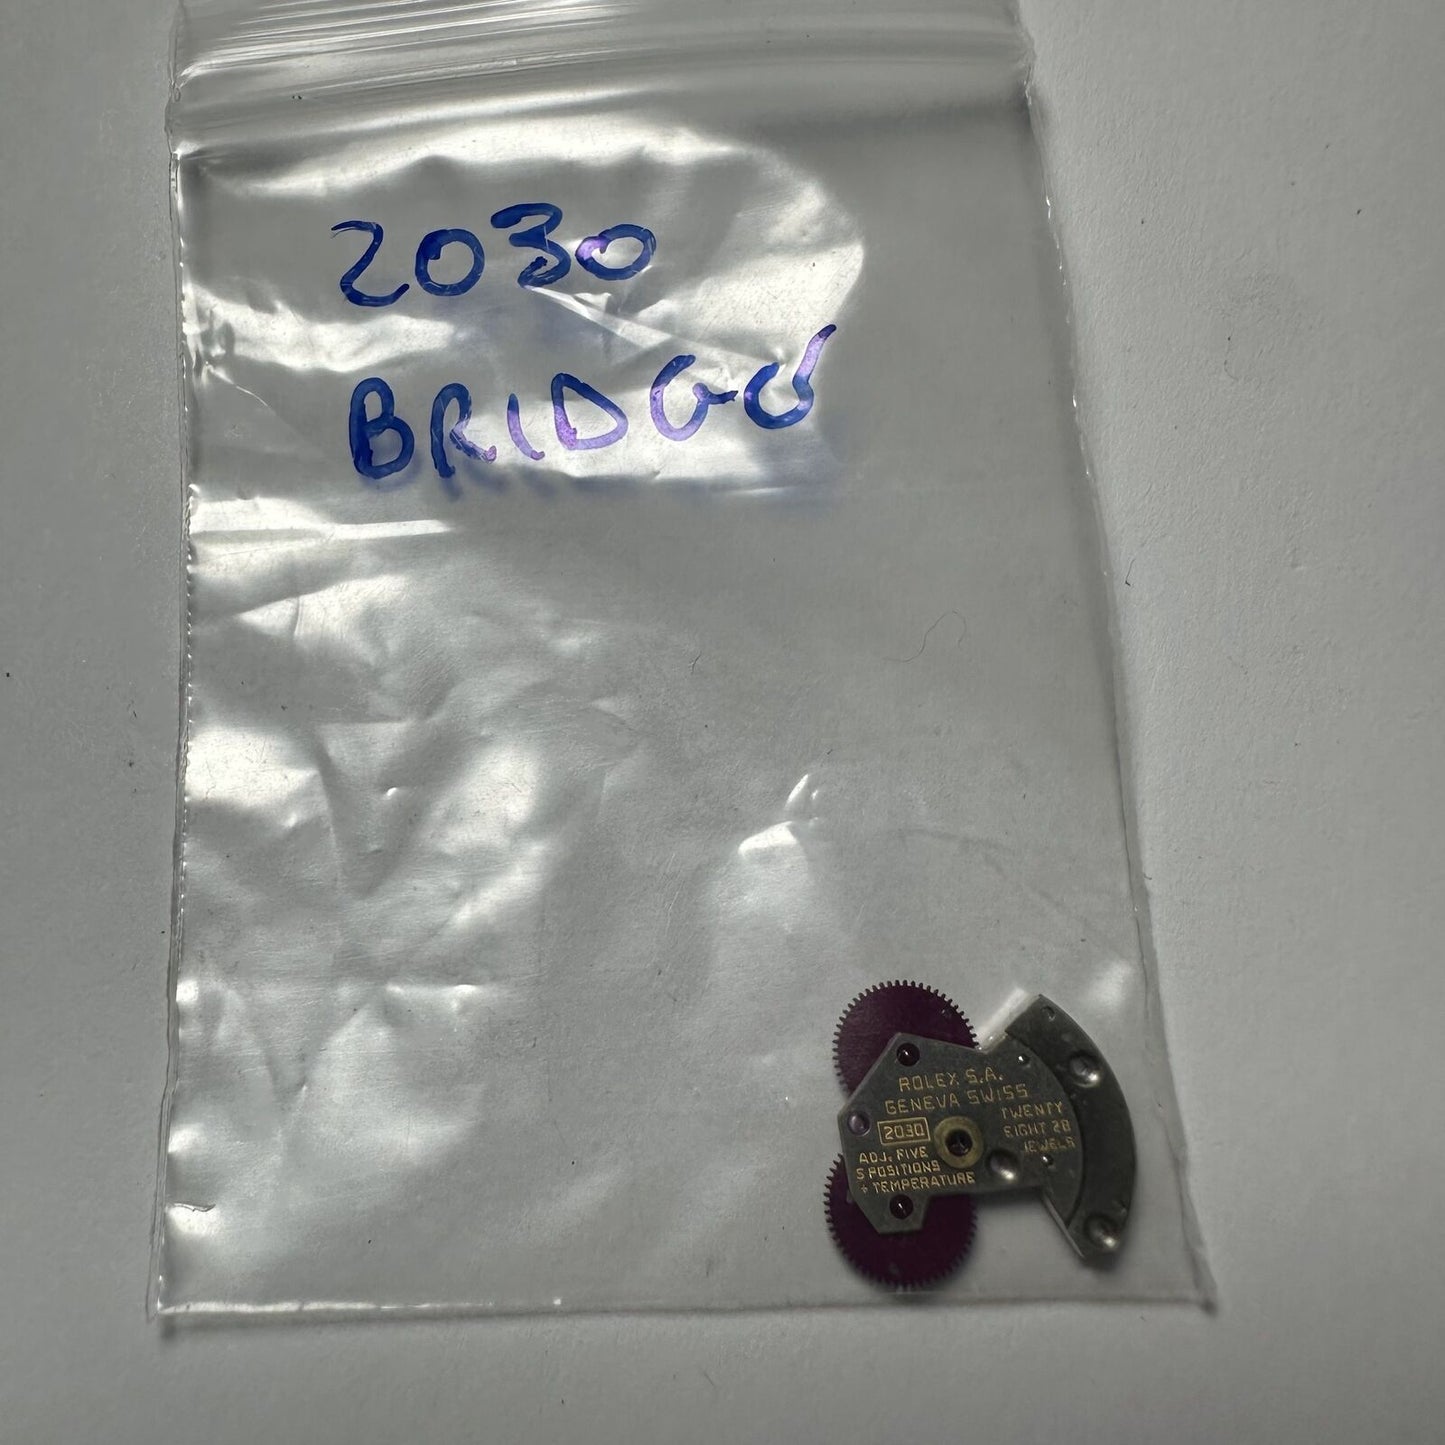 2030
BRIDGE
ROLEX S.A.
GENEVA SWISS
TWENTY
EIGHT 28
JEWELS
2030
ADJ. FIVE
5 POSITIONS
+ TEMPERATURE